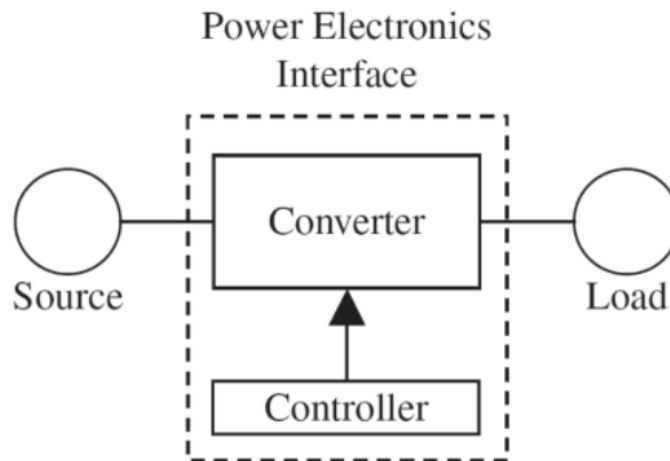 Power Electronics
Interface
Converter
Source
Load
Controller